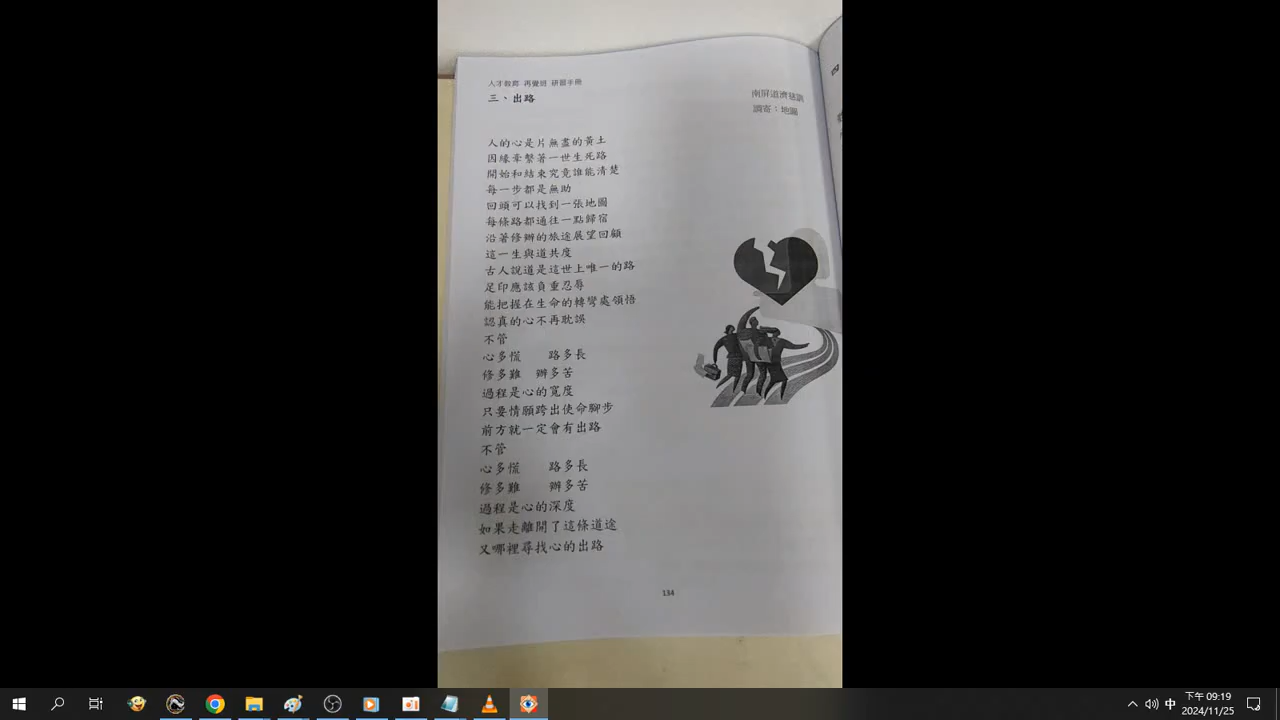 人才教育 再覺班 研習手冊
三、出路
南屏道濟慈訓
調寄：地圖
人的心是片無盡的黃土
因緣牽繫著一世生死路
開始和結束究竟誰能清楚
每一步都是無助
回頭可以找到一張地圖
每條路都通往一點歸宿
沿著修辦的旅途展望回顧
這一生與道共度
古人說道是這世上唯一的路
足印應該負重忍辱
能把握在生命的轉彎處領悟
認真的心不再耽誤
不管
心多慌 路多長
修多難 辦多苦
過程是心的寬度
只要情願跨出使命腳步
前方就一定會有出路
不管
心多慌 路多長
修多難 辦多苦
過程是心的深度
如果走離開了這條道途
又哪裡尋找心的出路
134
中
下午 09:19
2024/11/25